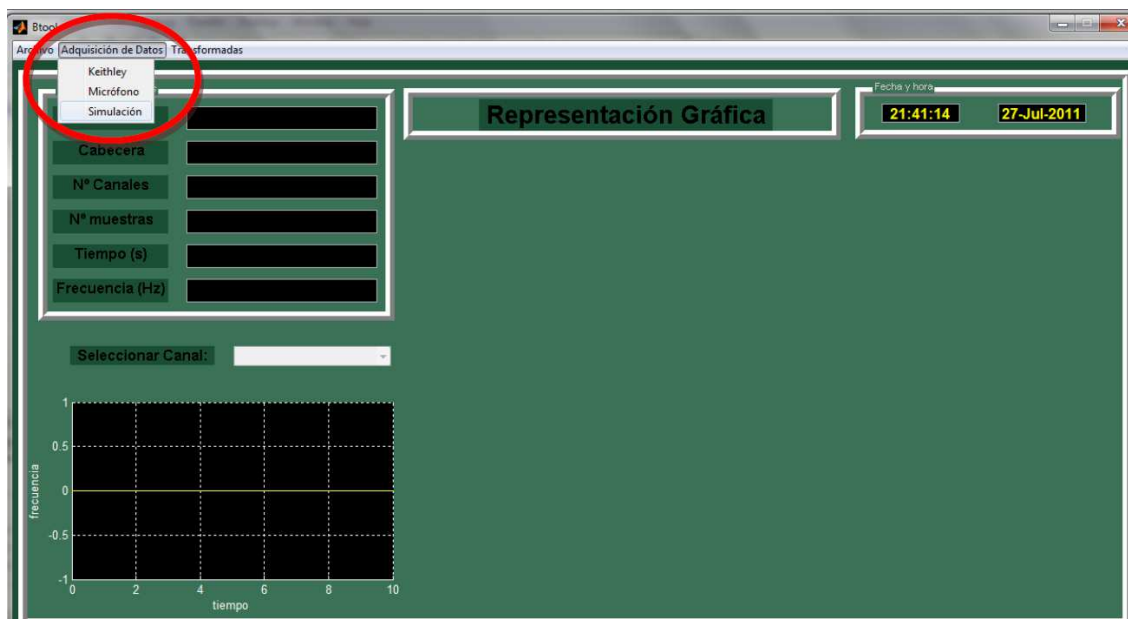 Btool
Archivo Adquisición de Datos Transformadas
Keithley
Micrófono
Simulación
Representación Gráfica
Fecha y hora
21:41:14 27-Jul-2011
Cabecera
Nº Canales
Nº muestras
Tiempo (s)
Frecuencia (Hz)
Seleccionar Canal:
1
0.5
0
-0.5
-1
frecuencia
0 2 4 6 8 10
tiempo